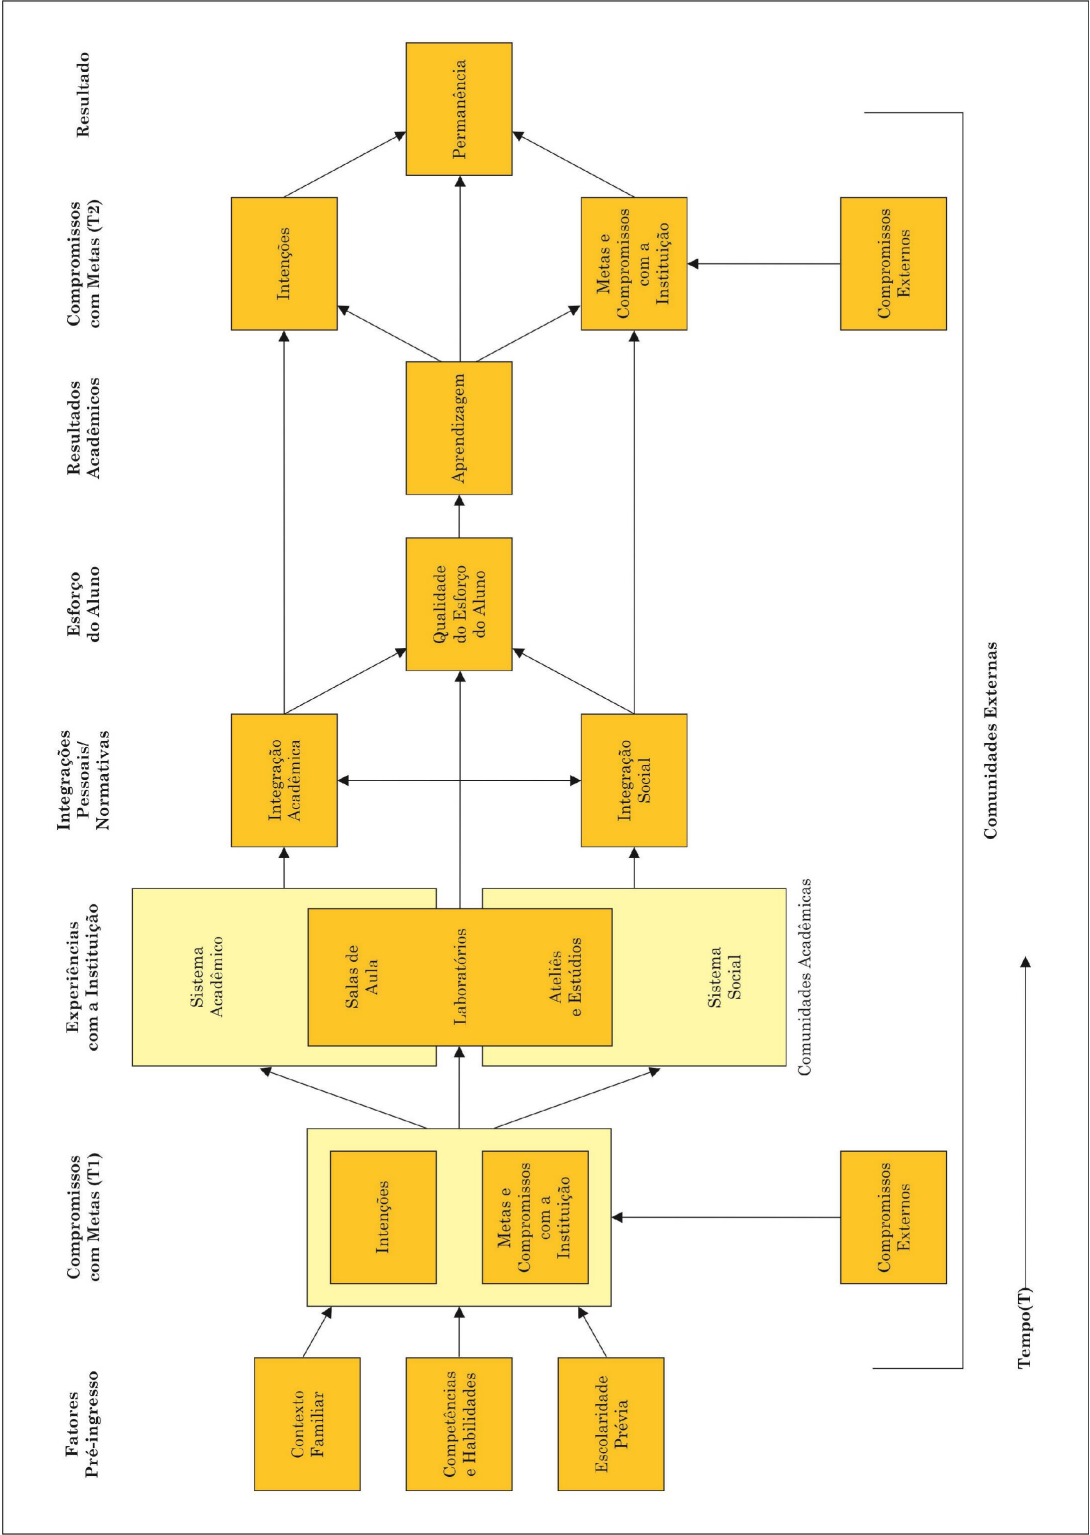 Fatores
Pré-ingresso
Compromissos
com Metas (T1)
Experiências
com a Instituição
Integrações
Pessoais/
Normativas
Esforço
do Aluno
Resultados
Acadêmicos
Compromissos
com Metas (T2)
Resultado
Contexto
Familiar
Competências
e Habilidades
Escolaridade
Prévia
Intenções
Metas e
Compromissos
com a
Instituição
Compromissos
Externos
Sistema
Acadêmico
Salas de
Aula
Laboratórios
Ateliês
e Estúdios
Sistema
Social
Comunidades Acadêmicas
Integração
Acadêmica
Integração
Social
Qualidade
do Esforço
do Aluno
Aprendizagem
Intenções
Metas e
Compromissos
com a
Instituição
Compromissos
Externos
Permanência
Comunidades Externas
Tempo(T)